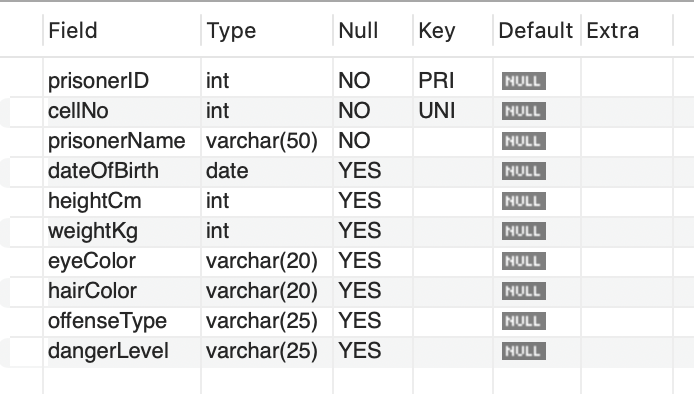 Field Type Null Key Default Extra
prisonerID int NO PRI NULL
cellNo int NO UNI NULL
prisonerName varchar(50) NO NULL
dateOfBirth date YES NULL
heightCm int YES NULL
weightKg int YES NULL
eyeColor varchar(20) YES NULL
hairColor varchar(20) YES NULL
offenseType varchar(25) YES NULL
dangerLevel varchar(25) YES NULL